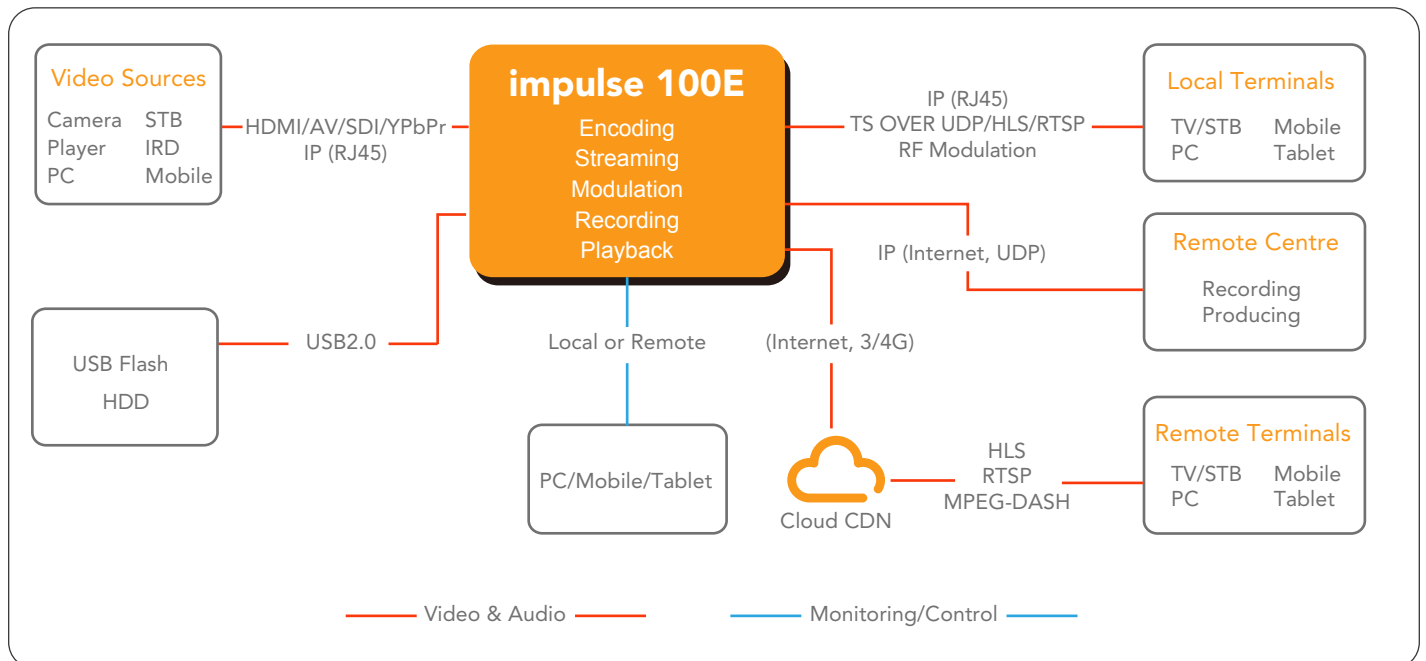 Video Sources
Camera STB
Player IRD
PC Mobile
HDMI/AV/SDI/YPbPr
IP (RJ45)
impulse 100E
Encoding
Streaming
Modulation
Recording
Playback
IP (RJ45)
TS OVER UDP/HLS/RTSP
RF Modulation
Local Terminals
TV/STB Mobile
PC Tablet
IP (Internet, UDP)
Remote Centre
Recording
Producing
USB Flash
HDD
USB2.0
Local or Remote
(Internet, 3/4G)
PC/Mobile/Tablet
Cloud CDN
HLS
RTSP
MPEG-DASH
Remote Terminals
TV/STB Mobile
PC Tablet
Video & Audio
Monitoring/Control